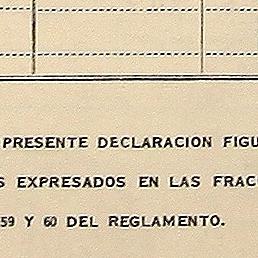 PRESENTE DECLARACION FIGU
S EXPRESADOS EN LAS FRAC
59 Y 60 DEL REGLAMENTO.